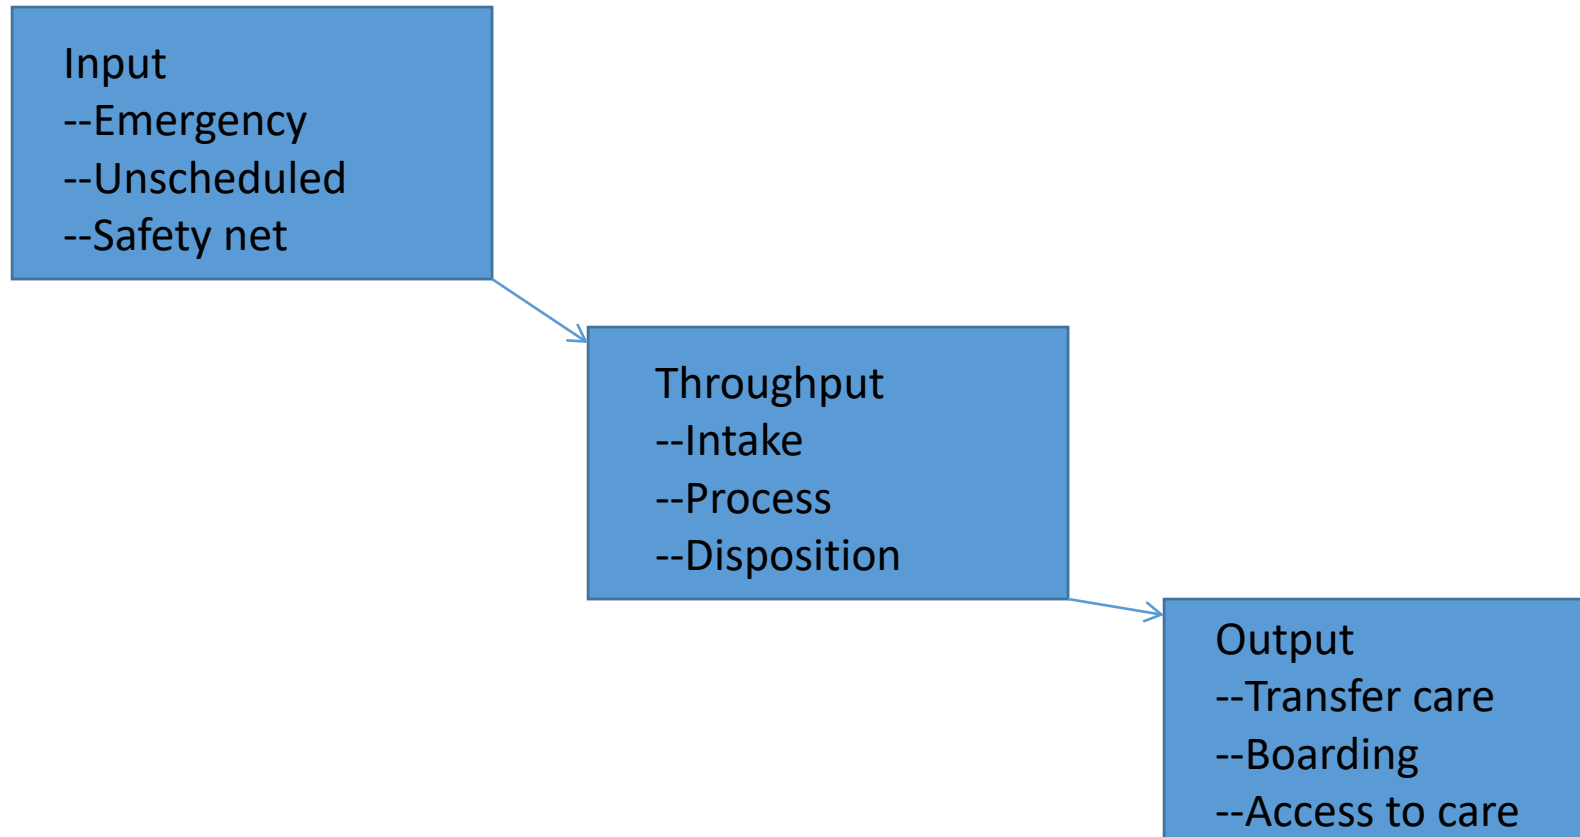 Input
--Emergency
--Unscheduled
--Safety net
Throughput
--Intake
--Process
--Disposition
Output
--Transfer care
--Boarding
--Access to care